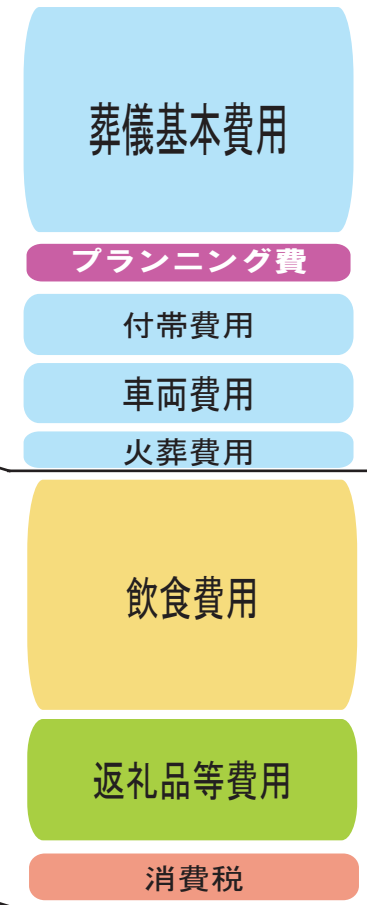 葬儀基本費用
プランニング費
付帯費用
車両費用
火葬費用
飲食費用
返礼品等費用
消費税